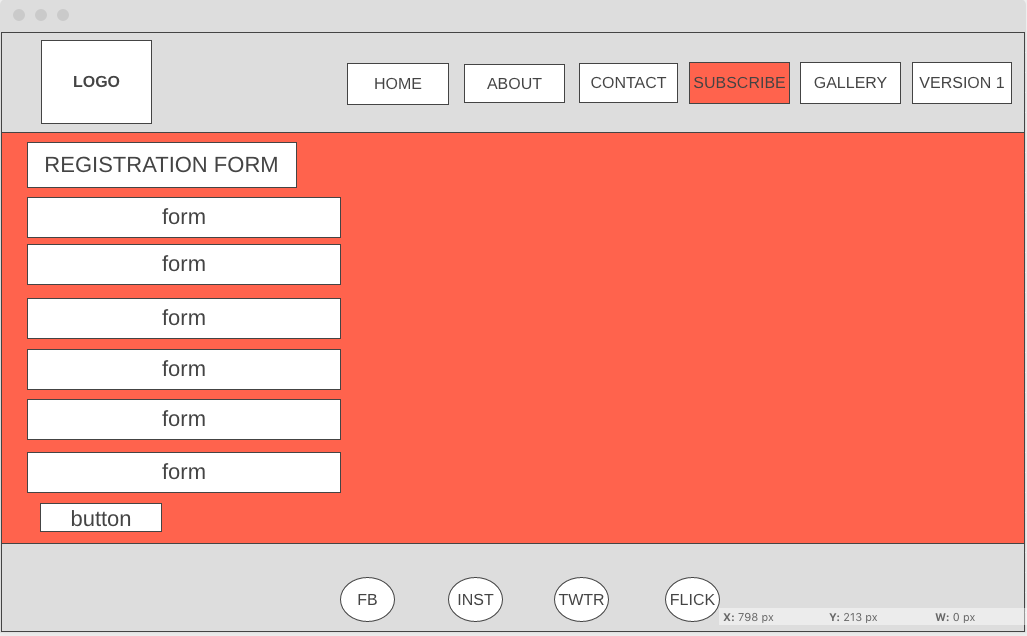 LOGO
HOME ABOUT CONTACT SUBSCRIBE GALLERY VERSION 1
REGISTRATION FORM
form
form
form
form
form
form
button
FB INST TWTR FLICK
X: 798 px Y: 213 px W: 0 px